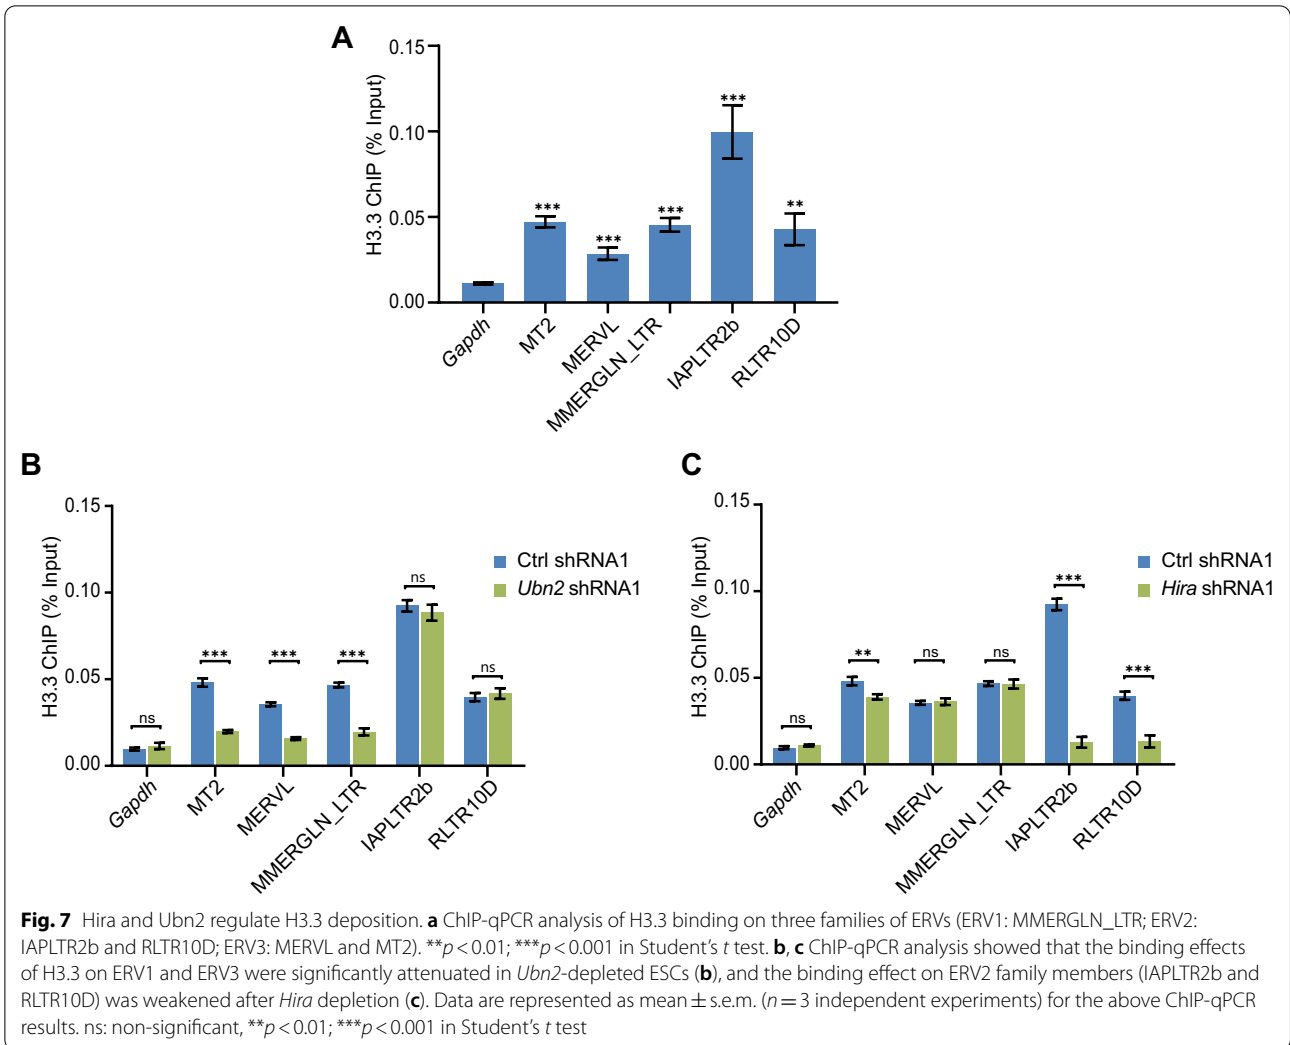 A
H3.3 ChIP (% Input)
0.15
0.10
0.05
0.00
***
***
***
***
**
Gapdh
MT2
MERVL
MMERGLN_LTR
IAPLTR2b
RLTR10D
B
H3.3 ChIP (% Input)
0.15
0.10
0.05
0.00
Ctrl shRNA1
Ubn2 shRNA1
ns
***
***
***
ns
ns
Gapdh
MT2
MERVL
MMERGLN_LTR
IAPLTR2b
RLTR10D
C
H3.3 ChIP (% Input)
0.15
0.10
0.05
0.00
Ctrl shRNA1
Hira shRNA1
ns
**
ns
ns
***
***
Gapdh
MT2
MERVL
MMERGLN_LTR
IAPLTR2b
RLTR10D
Fig. 7 Hira and Ubn2 regulate H3.3 deposition. a ChIP-qPCR analysis of H3.3 binding on three families of ERVs (ERV1: MMERGLN_LTR; ERV2:
IAPLTR2b and RLTR10D; ERV3: MERVL and MT2). **p < 0.01; ***p < 0.001 in Student's t test. b, c ChIP-qPCR analysis showed that the binding effects
of H3.3 on ERV1 and ERV3 were significantly attenuated in Ubn2-depleted ESCs (b), and the binding effect on ERV2 family members (IAPLTR2b and
RLTR10D) was weakened after Hira depletion (c). Data are represented as mean ± s.e.m. (n = 3 independent experiments) for the above ChIP-qPCR
results. ns: non-significant, **p < 0.01; ***p < 0.001 in Student's t test